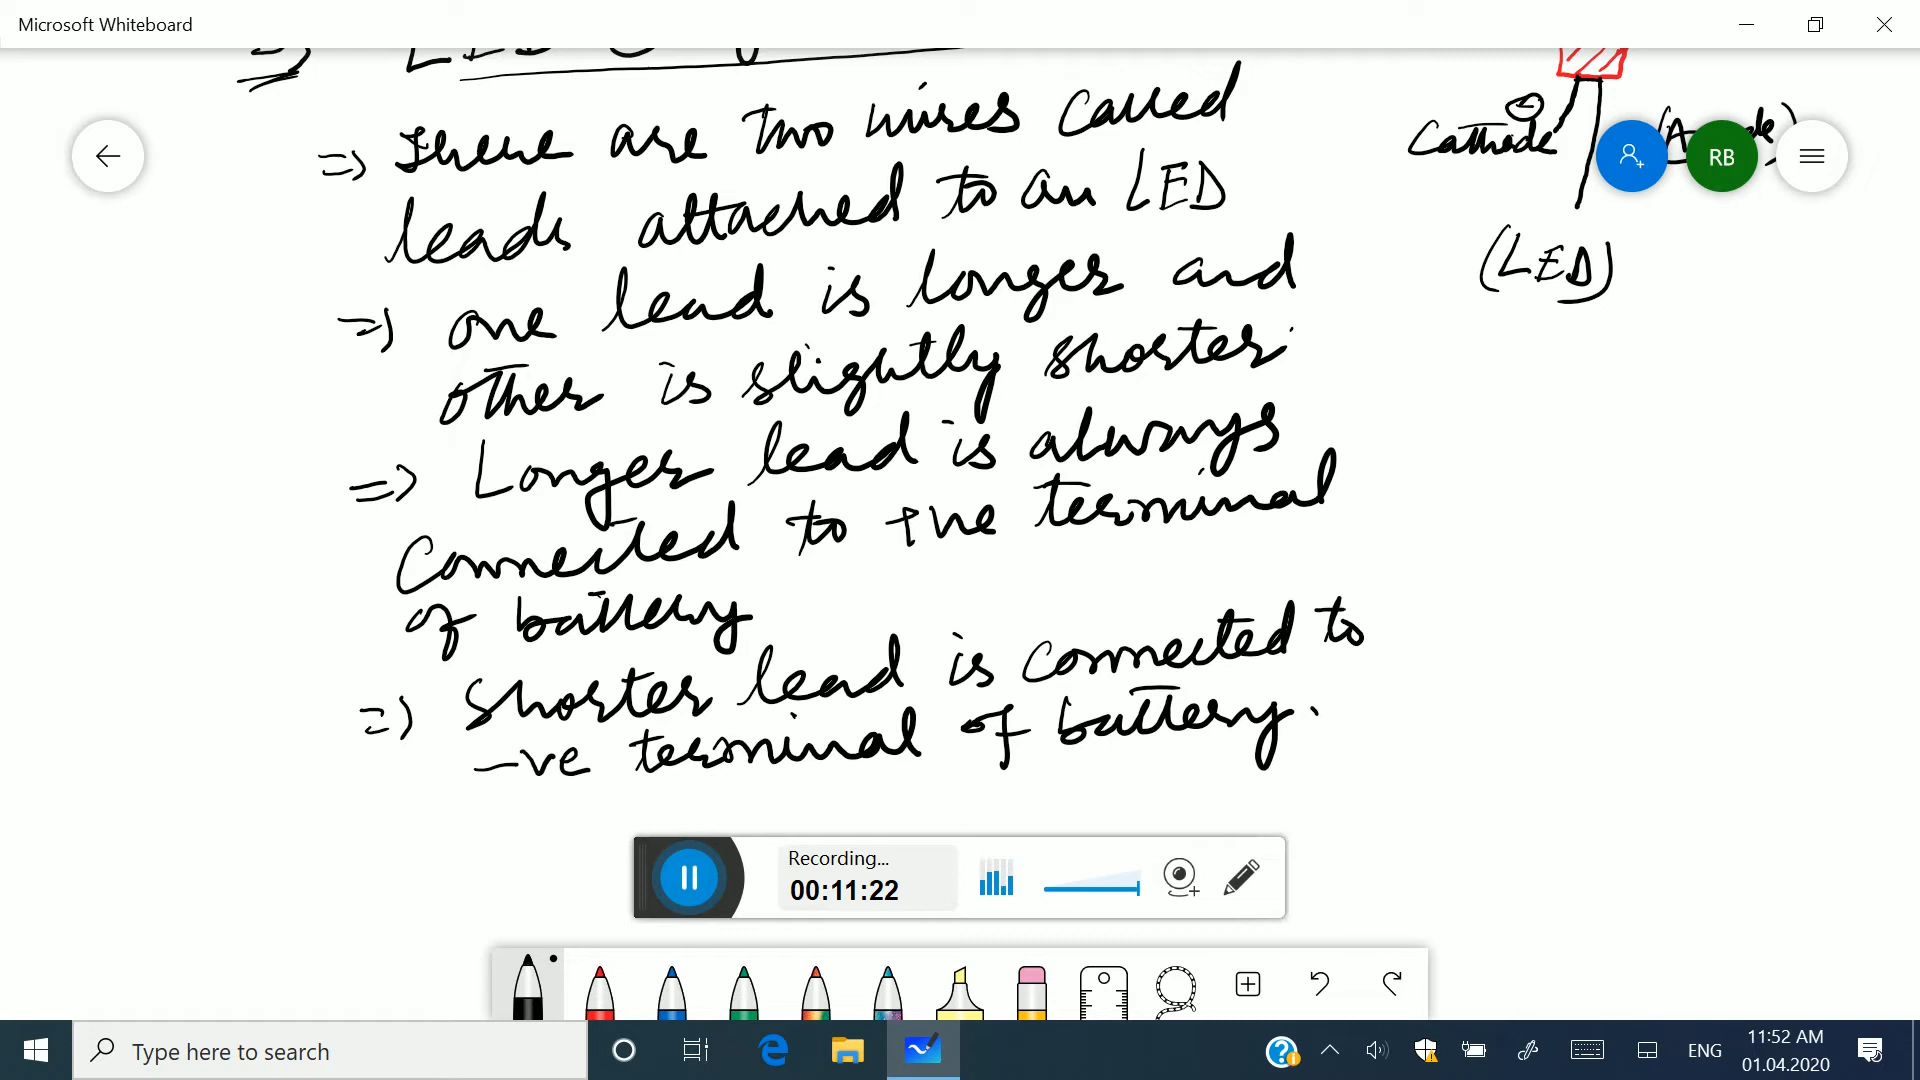 Microsoft Whiteboard
=> There are two wires called
leads attached to an LED
=> one lead is longer and
other is slightly shorter
=> Longer lead is always
Connected to +ve terminal
of battery
=> Shorter lead is connected to
-ve terminal of battery.
Cathode
RB
(LED)
Recording...
00:11:22
Type here to search
ENG
11:52 AM
01.04.2020